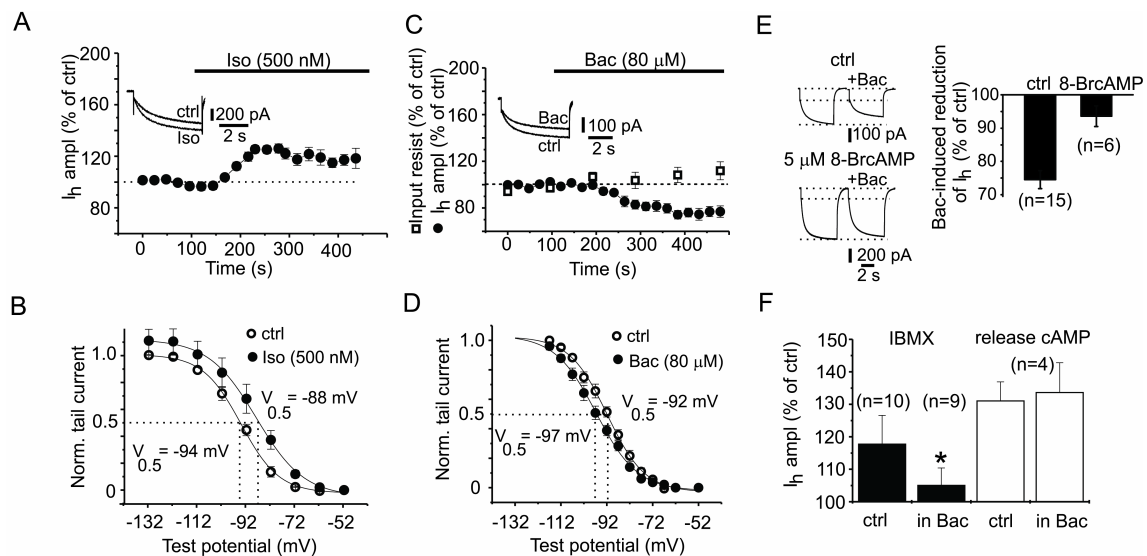 A
Iso (500 nM)
Ih ampl (% of ctrl)
200
160
120
80
ctrl
Iso
200 pA
2 s
0
100
200
300
400
500
Time (s)
B
Norm. tail current
1.0
0.5
0
ctrl
Iso (500 nM)
V0.5 = -88 mV
V0.5 = -94 mV
-132
-112
-92
-72
-52
Test potential (mV)
C
Bac (80 µM)
Input resist (% of ctrl)
Ih ampl (% of ctrl)
200
160
120
80
Bac
ctrl
100 pA
2 s
0
100
200
300
400
500
Time (s)
D
Norm. tail current
1.0
0.5
0
ctrl
Bac (80 µM)
V0.5 = -92 mV
V0.5 = -97 mV
-132
-112
-92
-72
-52
Test potential (mV)
E
ctrl
+Bac
100 pA
5 µM 8-BrcAMP
+Bac
200 pA
2 s
Bac-induced reduction
of Ih (% of ctrl)
100
90
80
70
ctrl
8-BrcAMP
(n=15)
(n=6)
F
Ih ampl (% of ctrl)
150
140
130
120
110
100
IBMX
release cAMP
(n=10)
(n=9)
(n=4)
*
ctrl
in Bac
ctrl
in Bac